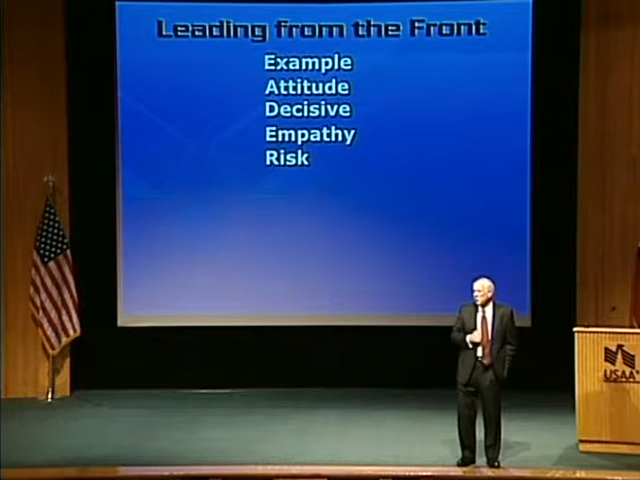 Leading from the Front
Example
Attitude
Decisive
Empathy
Risk
USAA